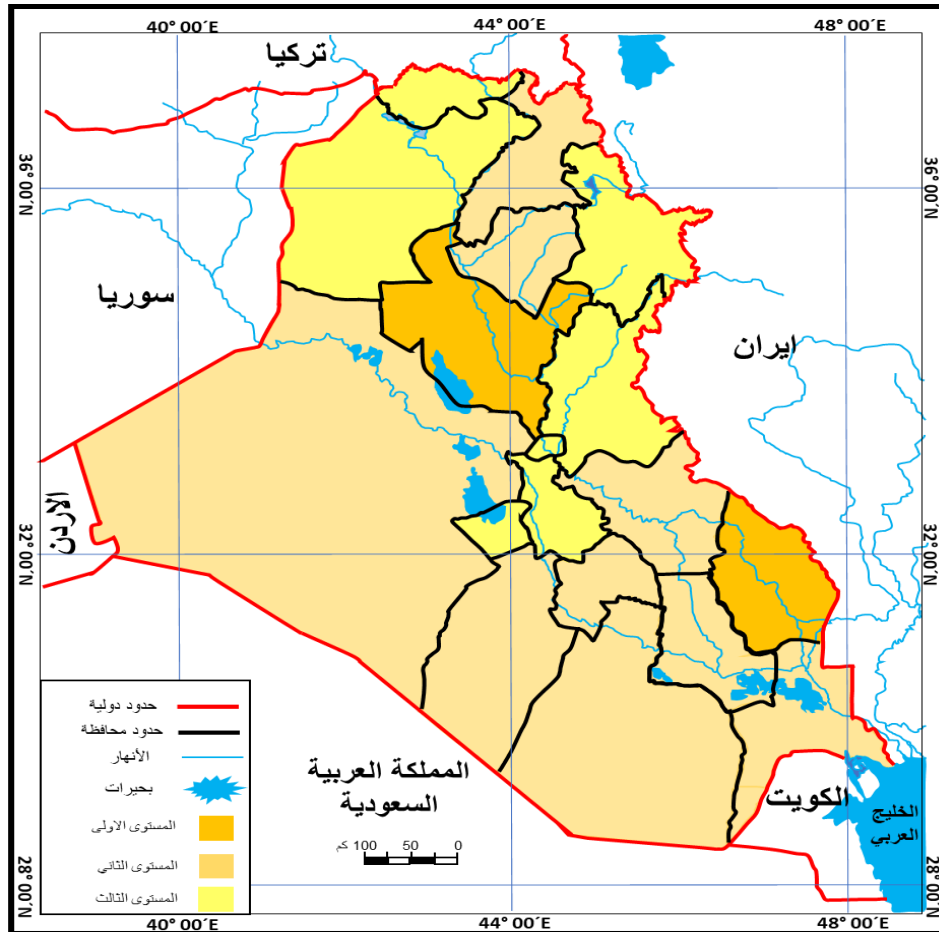 40° 00´E
44° 00´E
48° 00´E
تركيا
36° 00´N
36° 00´N
سوريا
ايران
الاردن
32° 00´N
32° 00´N
حدود دولية
حدود محافظة
الأنهار
بحيرات
المستوى الاولى
المستوى الثاني
المستوى الثالث
المملكة العربية
السعودية
كم 100 50 0
الكويت
الخليج
العربي
28° 00´N
28° 00´N
40° 00´E
44° 00´E
48° 00´E